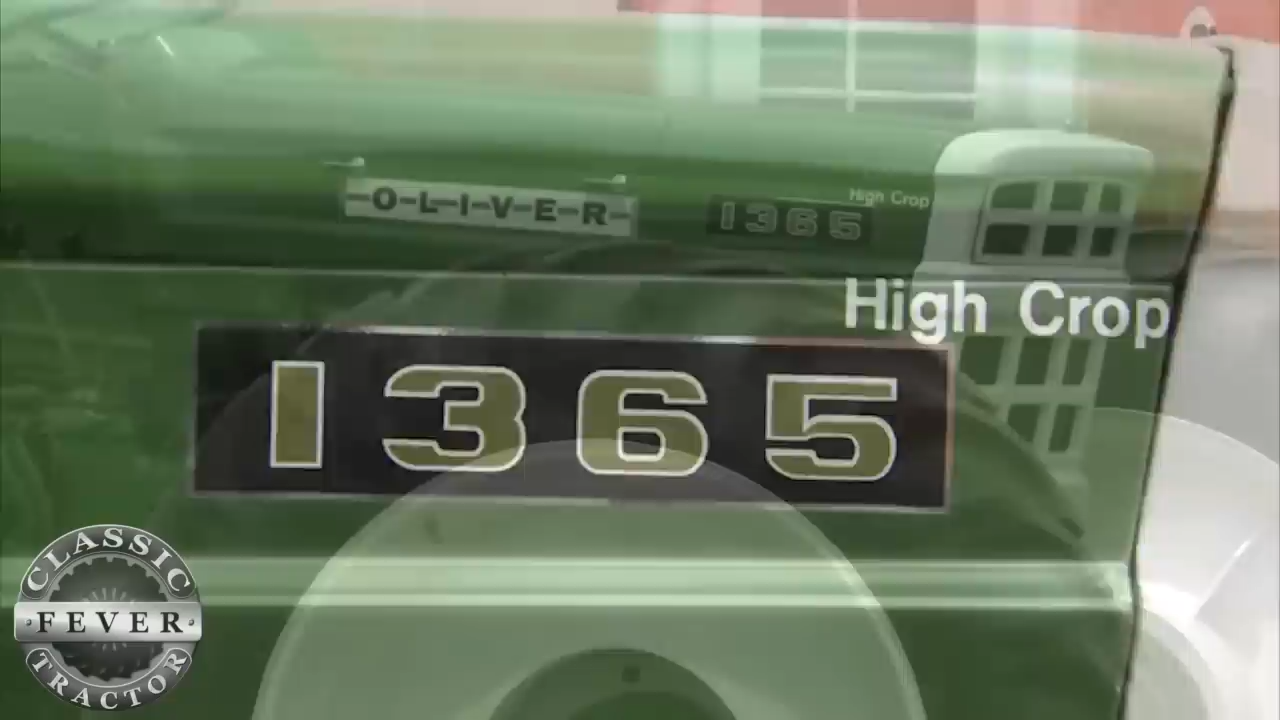 O-L-I-V-E-R
High Crop
1365
High Crop
1365
CLASSIC
FEVER
TRACTOR